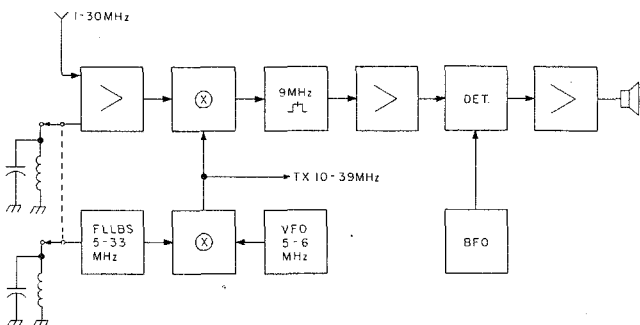 1-30MHz
9MHz
DET.
TX 10-39MHz
FLLBS
5-33
MHz
VFO
5-6
MHz
BFO